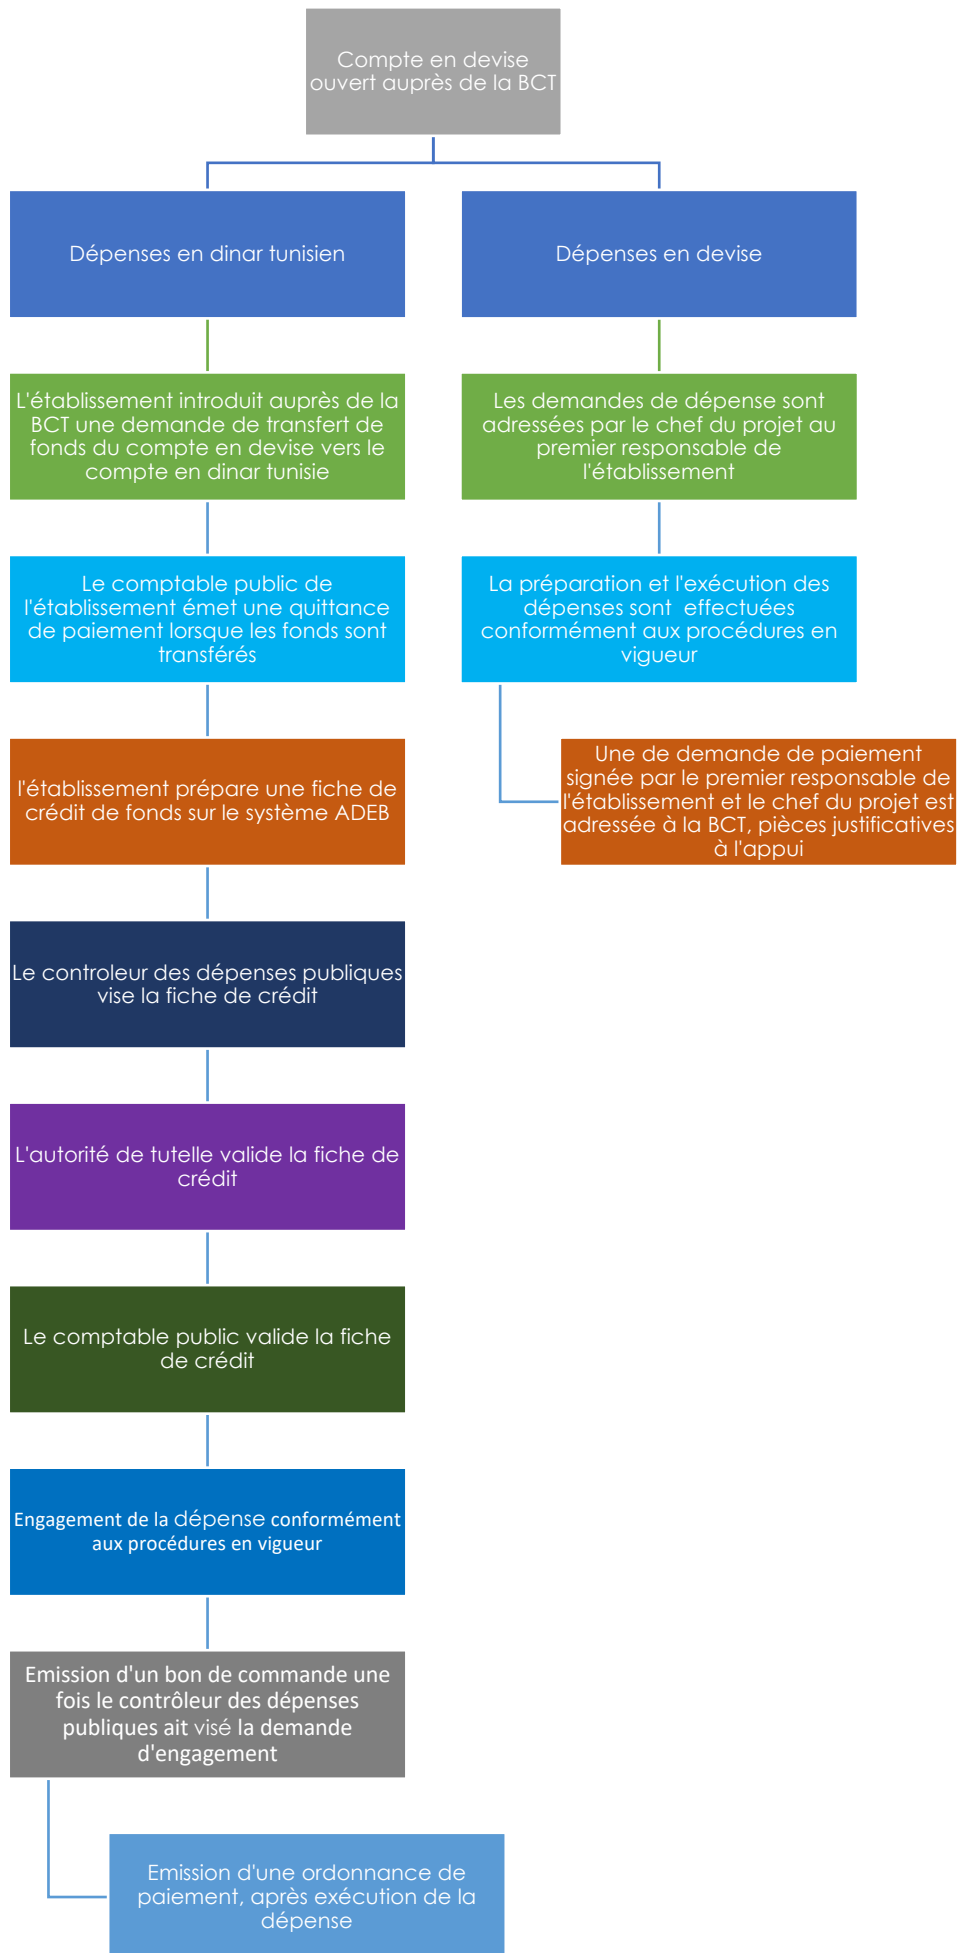 Compte en devise
ouvert auprès de la BCT
Dépenses en dinar tunisien
Dépenses en devise
L'établissement introduit auprès de la
BCT une demande de transfert de
fonds du compte en devise vers le
compte en dinar tunisie
Les demandes de dépense sont
adressées par le chef du projet au
premier responsable de
l'établissement
Le comptable public de
l'établissement émet une quittance
de paiement lorsque les fonds sont
transférés
La préparation et l'exécution des
dépenses sont effectuées
conformément aux procédures en
vigueur
l'établissement prépare une fiche de
crédit de fonds sur le système ADEB
Une de demande de paiement
signée par le premier responsable de
l'établissement et le chef du projet est
adressée à la BCT, pièces justificatives
à l'appui
Le controleur des dépenses publiques
vise la fiche de crédit
L'autorité de tutelle valide la fiche de
crédit
Le comptable public valide la fiche
de crédit
Engagement de la dépense conformément
aux procédures en vigueur
Emission d'un bon de commande une
fois le contrôleur des dépenses
publiques ait visé la demande
d'engagement
Emission d'une ordonnance de
paiement, après exécution de la
dépense